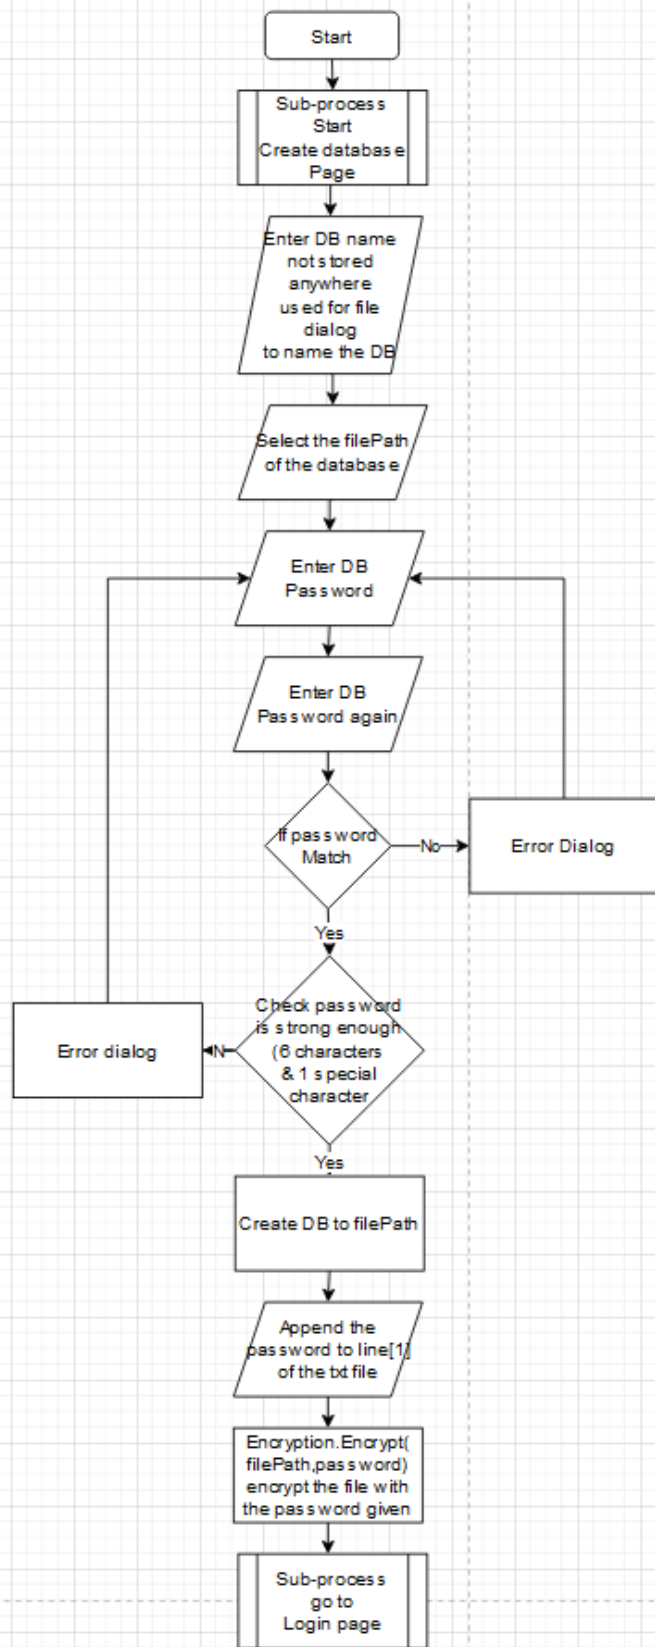 Start
Sub-process
Start
Create database
Page
Enter DB name
not stored
anywhere
used for file
dialog
to name the DB
Select the filePath
of the database
Enter DB
Password
Enter DB
Password again
If password
Match
No
Error Dialog
Yes
Check password
is strong enough
(6 characters
& 1 special
character
N
Error dialog
Yes
Create DB to filePath
Append the
password to line[1]
of the txt file
Encryption.Encrypt(
filePath,password)
encrypt the file with
the password given
Sub-process
go to
Login page